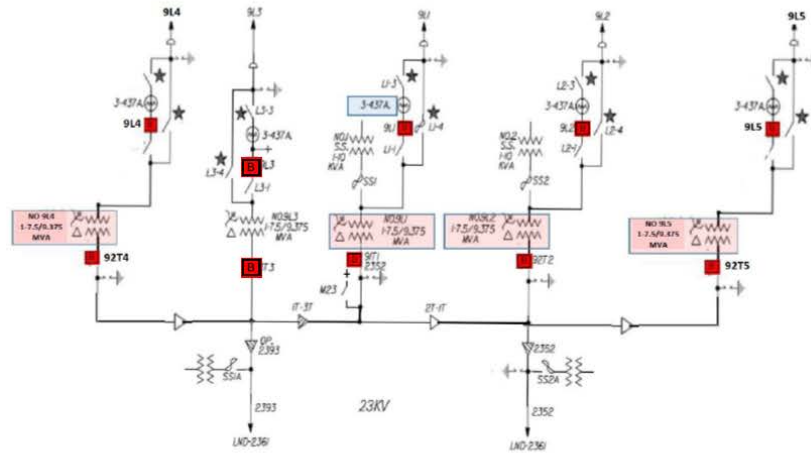 9L4
9L3
9L1
9L2
9L5
L3-3
L1-3
L2-3
3-437A.
3-437A.
3-437A.
3-437A.
3-437A.
9L4
9L3
9L1
L1-4
9L2
L2-4
9L5
NO.1
S.S.
1-10
KVA
NO.2
S.S.
1-10
KVA
L3-4
L3-1
L1-1
L2-1
SS1
SS2
NO 9L4
1-7.5/9.375
MVA
NO.9L3
1-7.5/9.375
MVA
NO.9L1
1-7.5/9.375
MVA
NO.9L2
1-7.5/9.375
MVA
NO 9L5
1-7.5/9.375
MVA
92T4
91T1
2352
92T2
92T5
M23
1T-3T
2T-1T
OP.
2393
2352
SS1A
SS2A
2393
23KV
2352
LND-2361
LND-2361